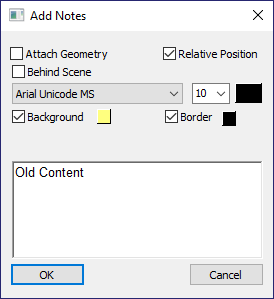 Add Notes
Attach Geometry Relative Position
Behind Scene
Arial Unicode MS 10
Background Border
Old Content
OK Cancel